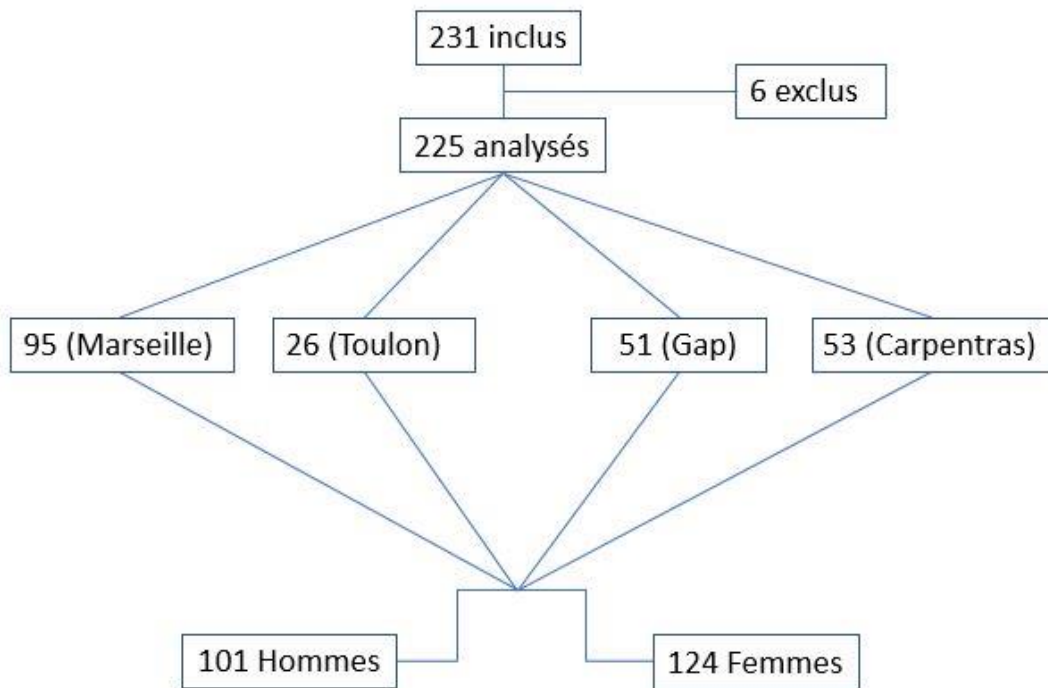 231 inclus
6 exclus
225 analysés
95 (Marseille)
26 (Toulon)
51 (Gap)
53 (Carpentras)
101 Hommes
124 Femmes